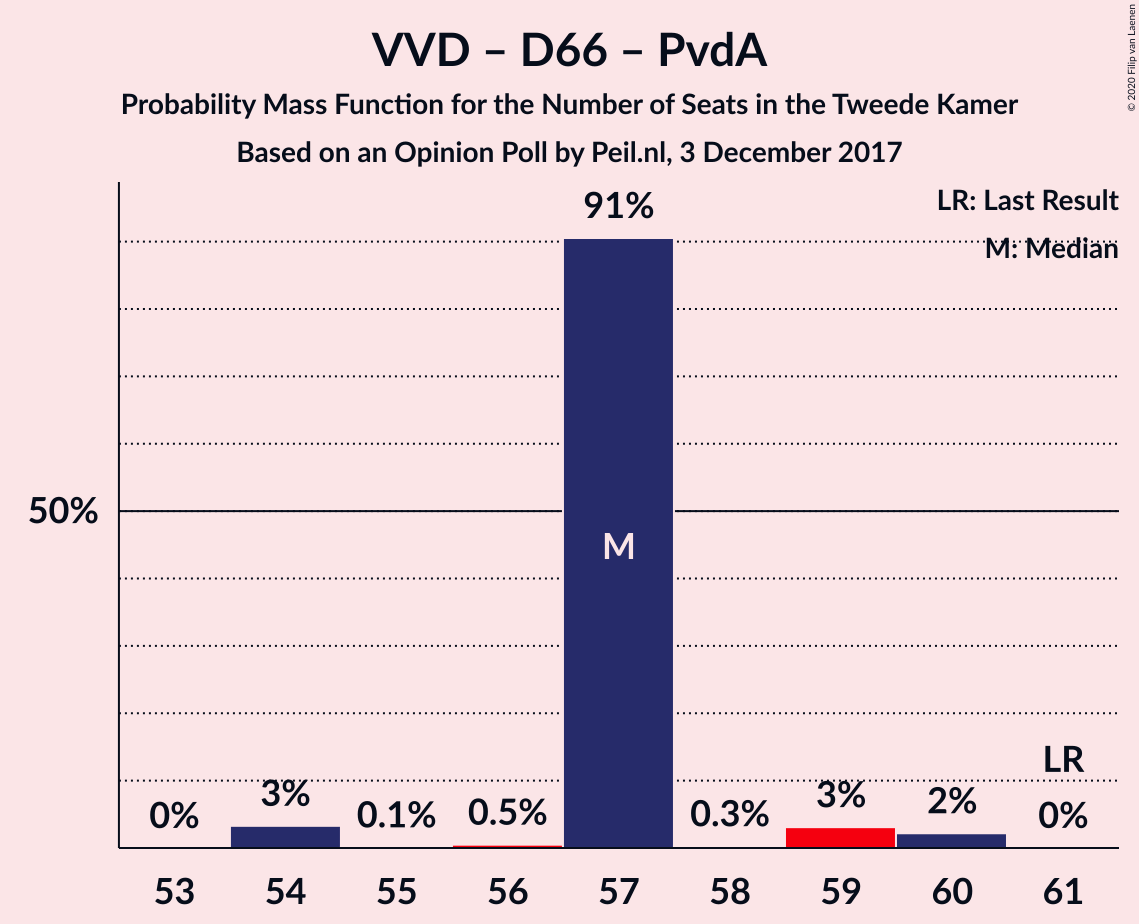 VVD – D66 – PvdA
Probability Mass Function for the Number of Seats in the Tweede Kamer
Based on an Opinion Poll by Peil.nl, 3 December 2017
© 2020 Filip van Laenen
LR: Last Result
M: Median
91%
50%
M
LR
0%
3%
0.1%
0.5%
0.3%
3%
2%
0%
53 54 55 56 57 58 59 60 61